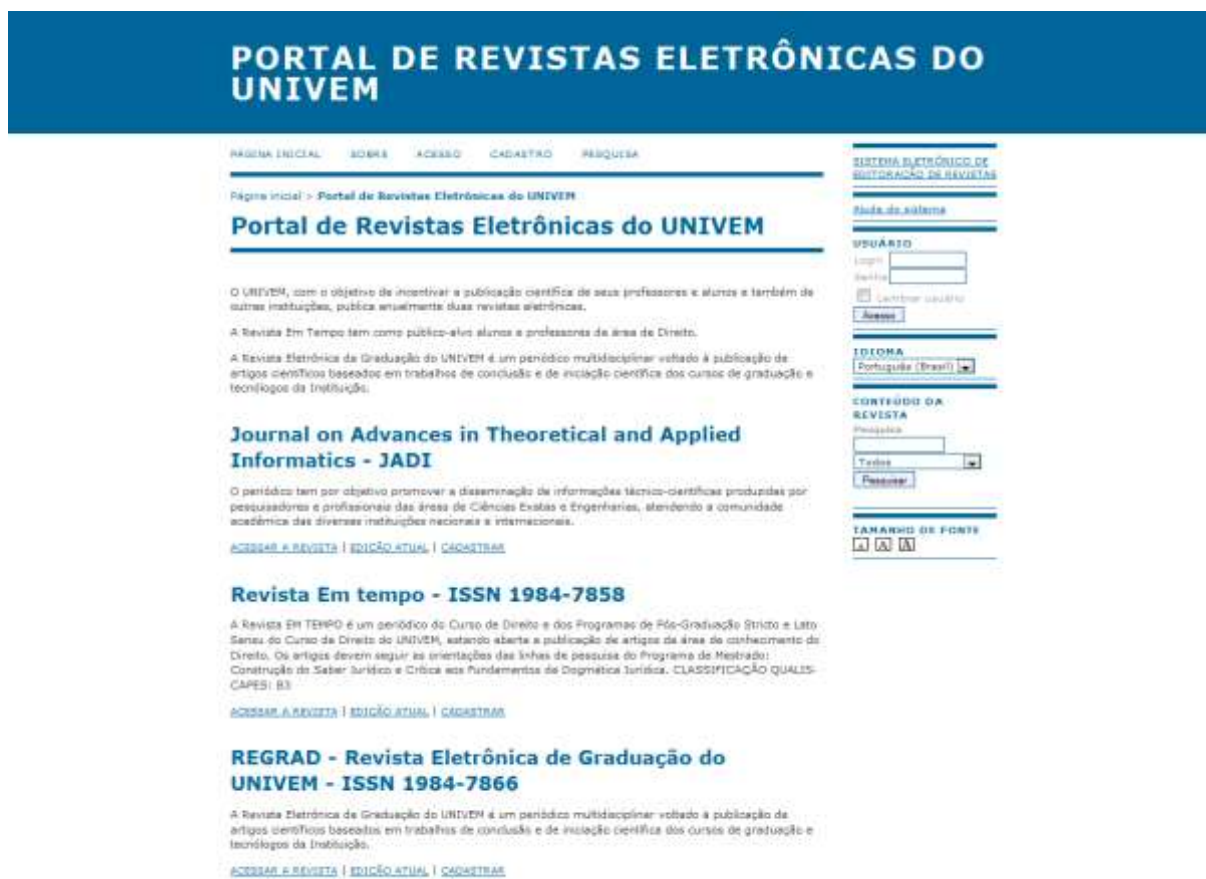 PORTAL DE REVISTAS ELETRÔNICAS DO
UNIVEM
PÁGINA INICIAL SOBRE ACESSO CADASTRO PESQUISA
Página inicial > Portal de Revistas Eletrônicas do UNIVEM
Portal de Revistas Eletrônicas do UNIVEM
O UNIVEM, com o objetivo de incentivar a publicação científica de seus professores e alunos e também de
outras instituições, publica anualmente duas revistas eletrônicas.
A Revista Em Tempo tem como público-alvo alunos e professores da área de Direito.
A Revista Eletrônica de Graduação do UNIVEM é um periódico multidisciplinar voltado à publicação de
artigos científicos baseados em trabalhos de conclusão e de iniciação científica dos cursos de graduação e
tecnólogos da Instituição.
Journal on Advances in Theoretical and Applied
Informatics - JADI
O periódico tem por objetivo promover a disseminação de informações técnico-científicas produzidas por
pesquisadores e profissionais das áreas de Ciências Exatas e Engenharias, atendendo a comunidade
acadêmica das diversas instituições nacionais e internacionais.
ACESSAR A REVISTA | EDIÇÃO ATUAL | CADASTRAR
Revista Em tempo - ISSN 1984-7858
A Revista EM TEMPO é um periódico do Curso de Direito e dos Programas de Pós-Graduação Stricto e Lato
Sensu do Curso de Direito do UNIVEM, estando aberta a publicação de artigos da área de conhecimento do
Direito. Os artigos devem seguir as orientações das linhas de pesquisa do Programa de Mestrado:
Construção do Saber Jurídico e Crítica aos Fundamentos da Dogmática Jurídica. CLASSIFICAÇÃO QUALIS-
CAPES: B3
ACESSAR A REVISTA | EDIÇÃO ATUAL | CADASTRAR
REGRAD - Revista Eletrônica de Graduação do
UNIVEM - ISSN 1984-7866
A Revista Eletrônica de Graduação do UNIVEM é um periódico multidisciplinar voltado à publicação de
artigos científicos baseados em trabalhos de conclusão e de iniciação científica dos cursos de graduação e
tecnólogos da Instituição.
ACESSAR A REVISTA | EDIÇÃO ATUAL | CADASTRAR
SISTEMA ELETRÔNICO DE
EDITORAÇÃO DE REVISTAS
Ajuda do sistema
USUÁRIO
Login
Senha
Lembrar usuário
Acesso
IDIOMA
Português (Brasil)
CONTEÚDO DA
REVISTA
Pesquisa
Todos
Pesquisar
TAMANHO DE FONTE
A A A